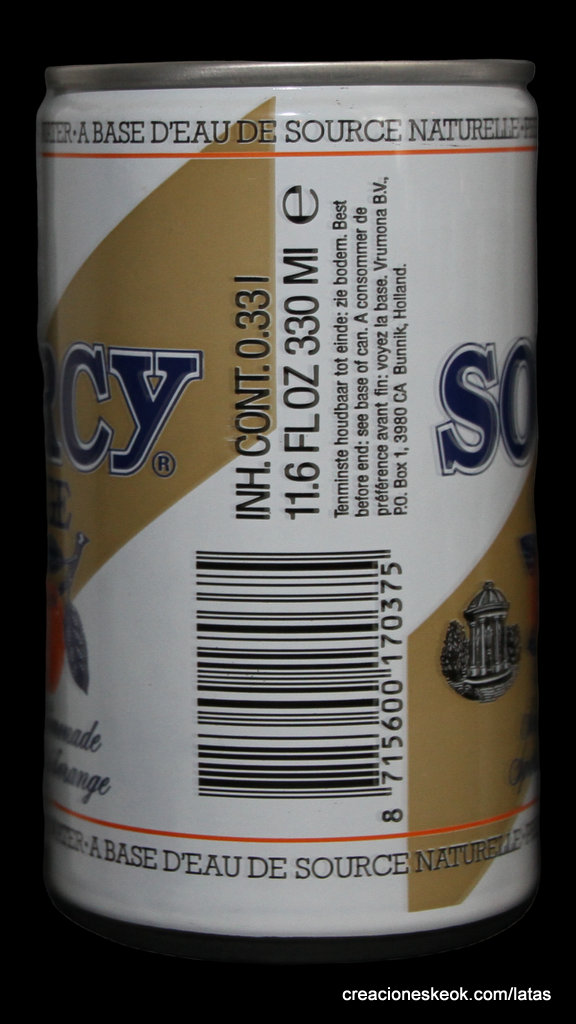 A BASE D'EAU DE SOURCE NATURELLE
RCY®
INH. CONT. 0.33 l
11.6 FL OZ 330 Ml e
Tenminste houdbaar tot einde: zie bodem. Best
before end: see base of can. A consommer de
préférence avant fin: voyez la base. Vrumona B.V.,
P.O. Box 1, 3980 CA Bunnik, Holland.
SO
8 715600 170375
A BASE D'EAU DE SOURCE NATURELLE
creacioneskeok.com/latas